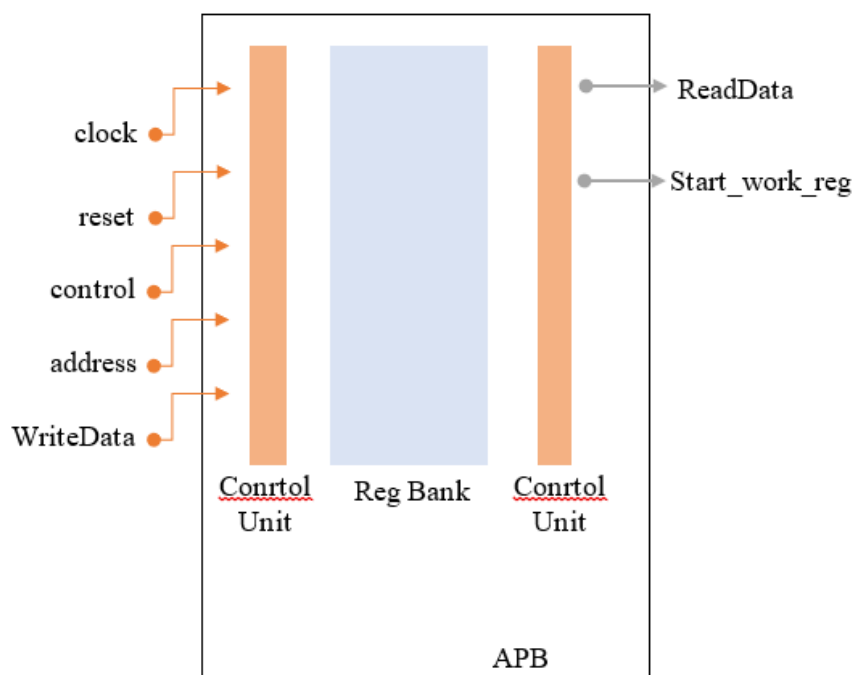 clock
reset
control
address
WriteData
Conrtol
Unit
Reg Bank
Conrtol
Unit
ReadData
Start_work_reg
APB